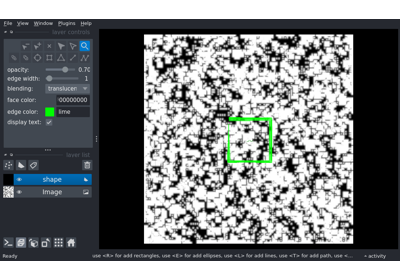 File View Window Plugins Help
layer controls
opacity: 0.70
edge width: 1
blending: translucen
face color: 00000000
edge color: lime
display text:
layer list
shape
Image
Ready use <R> for add rectangles, use <E> for add ellipses, use <L> for add lines, use <T> for add path, use <... activity